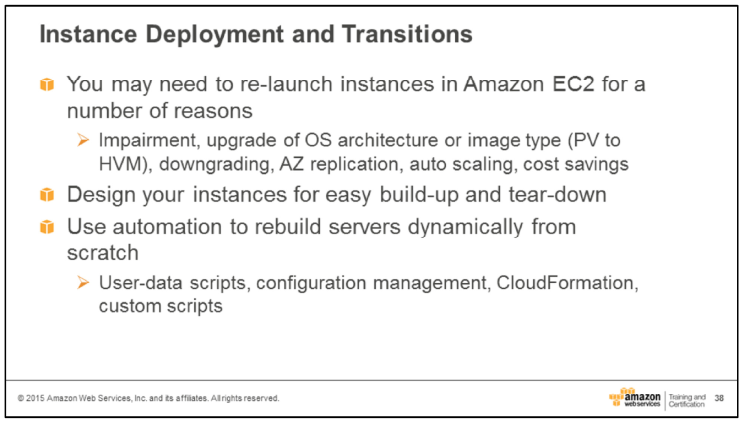 Instance Deployment and Transitions
You may need to re-launch instances in Amazon EC2 for a
number of reasons
Impairment, upgrade of OS architecture or image type (PV to
HVM), downgrading, AZ replication, auto scaling, cost savings
Design your instances for easy build-up and tear-down
Use automation to rebuild servers dynamically from
scratch
User-data scripts, configuration management, CloudFormation,
custom scripts
© 2015 Amazon Web Services, Inc. and its affiliates. All rights reserved.
amazon
webservices
Training and
Certification
38